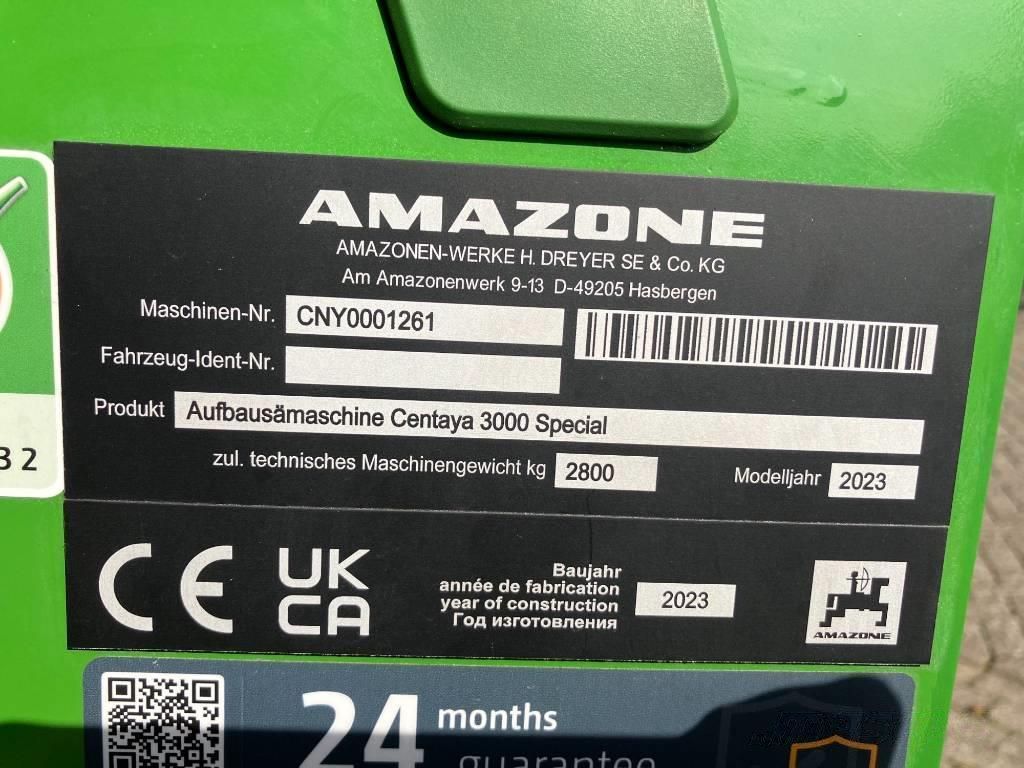 AMAZONE
AMAZONEN-WERKE H. DREYER SE & Co. KG
Am Amazonenwerk 9-13 D-49205 Hasbergen
Maschinen-Nr. CNY0001261
Fahrzeug-Ident-Nr.
Produkt Aufbausämaschine Centaya 3000 Special
zul. technisches Maschinengewicht kg 2800 Modelljahr 2023
3 2
CE UK
CA
Baujahr
année de fabrication
year of construction 2023
Год изготовления
AMAZONE
24 months
guarantee